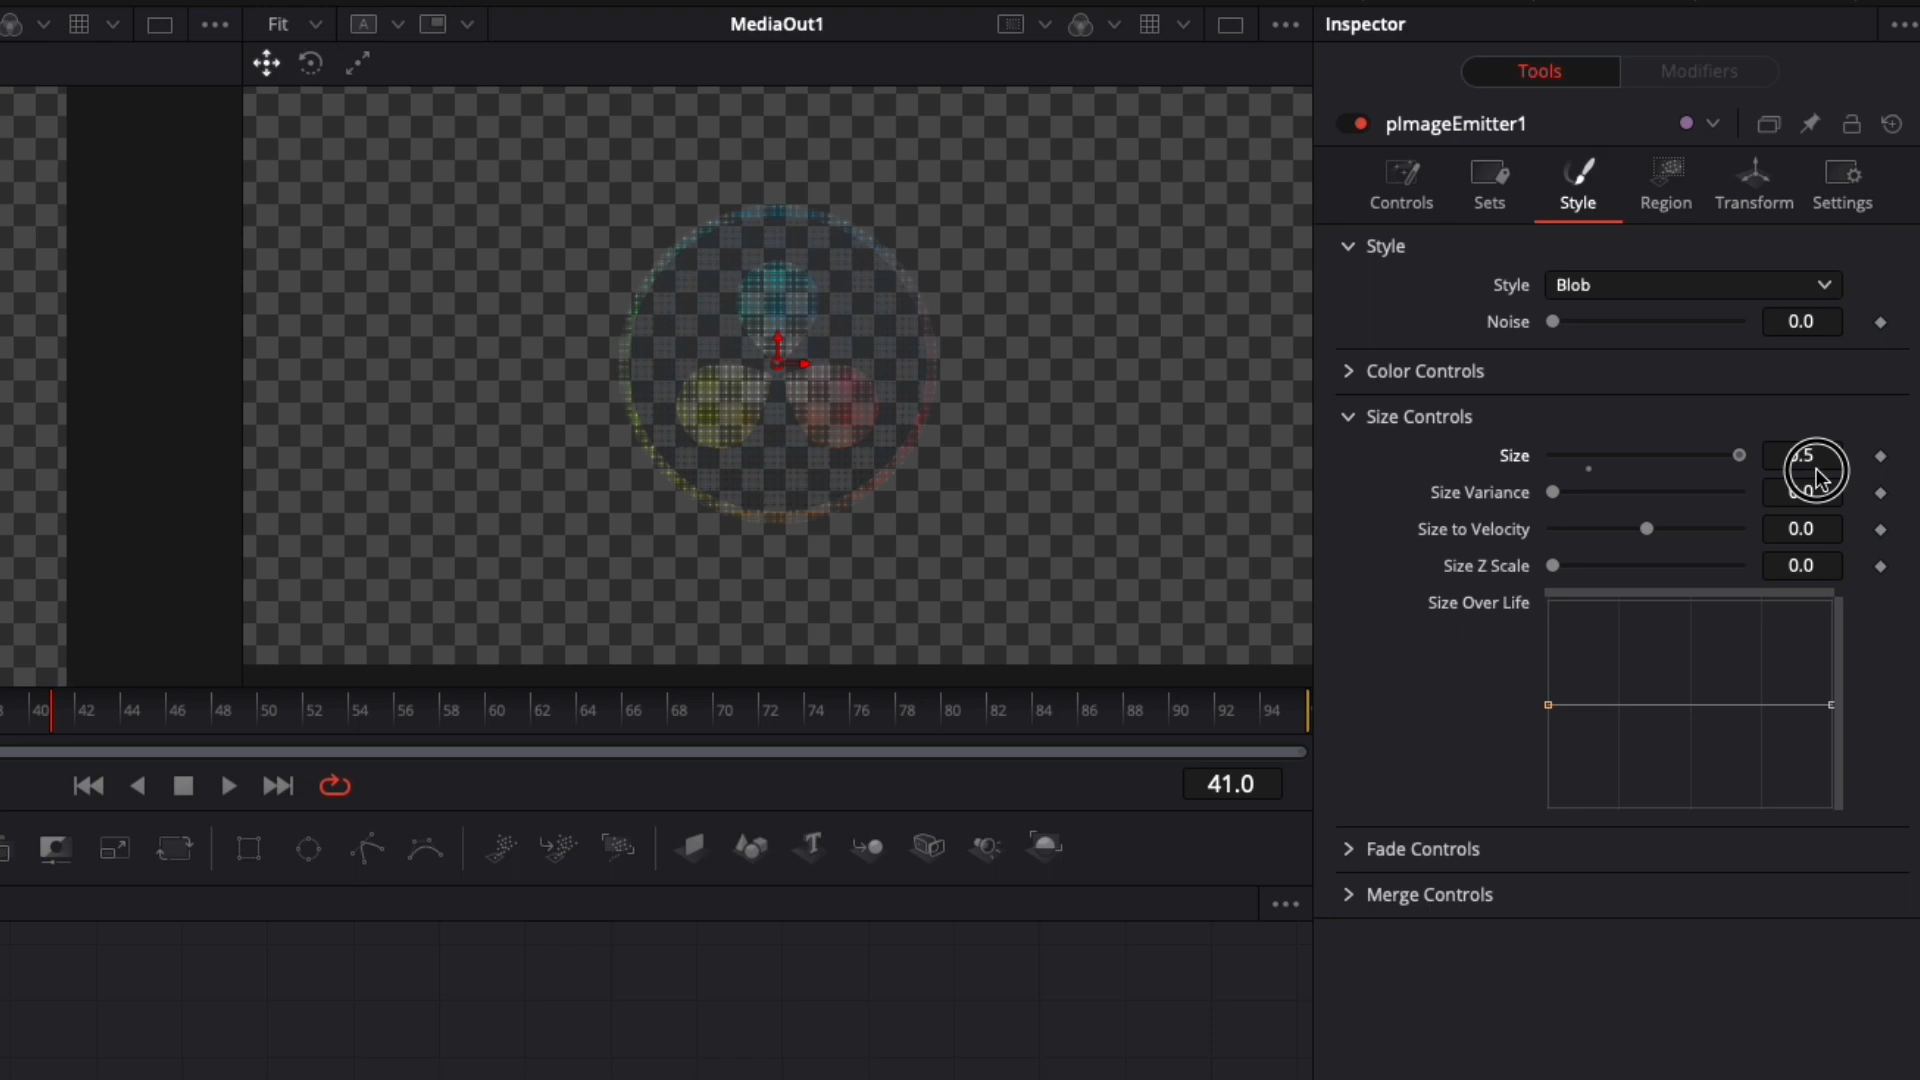 Fit
A
MediaOut1
Inspector
Tools
Modifiers
pImageEmitter1
Controls
Sets
Style
Region
Transform
Settings
Style
Style
Blob
Noise
0.0
Color Controls
Size Controls
Size
Size Variance
Size to Velocity
0.0
Size Z Scale
0.0
Size Over Life
40 42 44 46 48 50 52 54 56 58 60 62 64 66 68 70 72 74 76 78 80 82 84 86 88 90 92 94
41.0
T
Fade Controls
Merge Controls